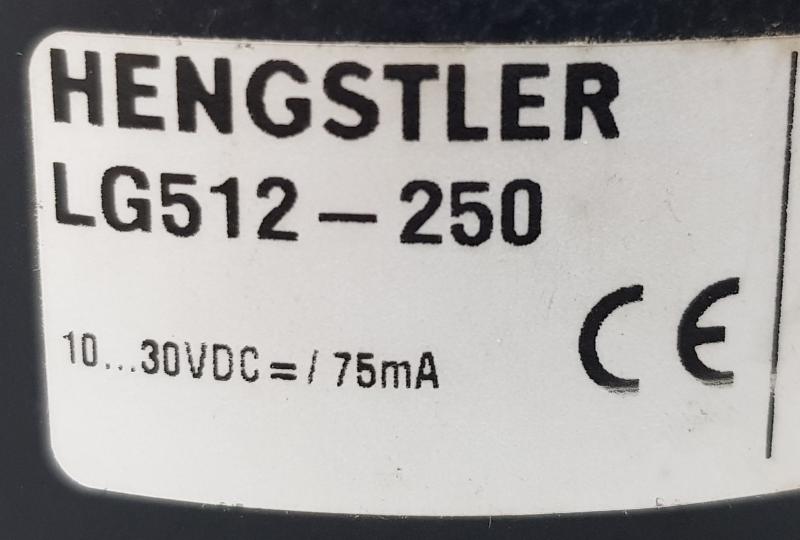 HENGSTLER
LG512-250
10...30VDC=/75mA
CE